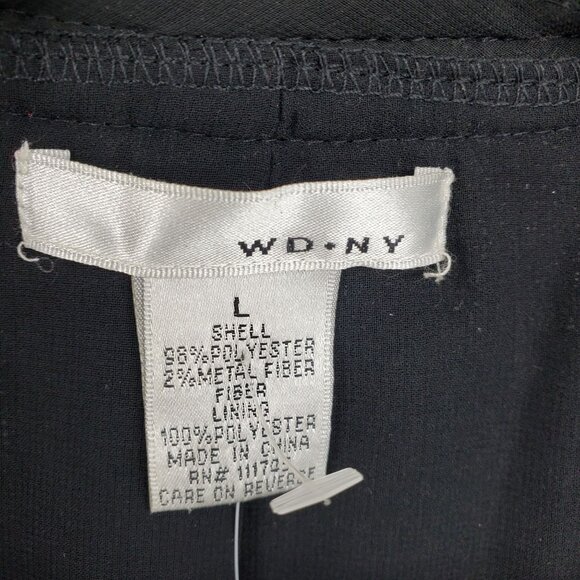 WD•NY
L
SHELL
98%POLYESTER
2%METAL FIBER
FIBER
LINING
100%POLYESTER
MADE IN CHINA
RN#
CARE ON REVERSE